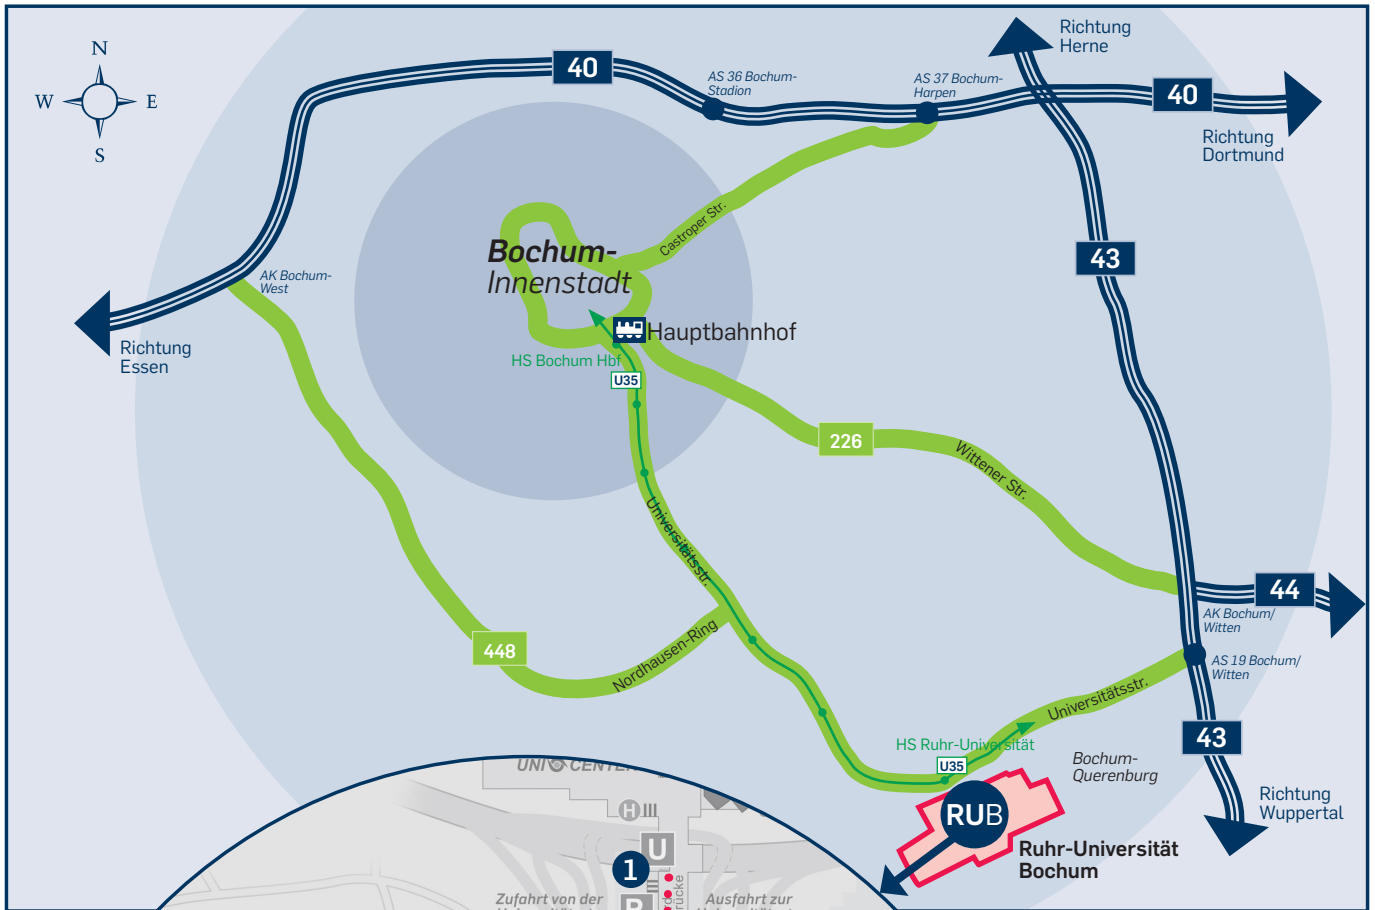 N
W
E
S
40
AS 36 Bochum-
Stadion
AS 37 Bochum-
Harpen
Richtung
Herne
40
Richtung
Dortmund
Castroper Str.
Bochum-
Innenstadt
43
AK Bochum-
West
Richtung
Essen
Hauptbahnhof
HS Bochum Hbf
U35
226
Wittener Str.
Universitätsstr.
44
AK Bochum/
Witten
448
Nordhausen-Ring
AS 19 Bochum/
Witten
Universitätsstr.
43
HS Ruhr-Universität
U35
Bochum-
Querenburg
Richtung
Wuppertal
RUB
Ruhr-Universität
Bochum
UNI CENTER
H
U
1
P
Zufahrt von der
Ausfahrt zur